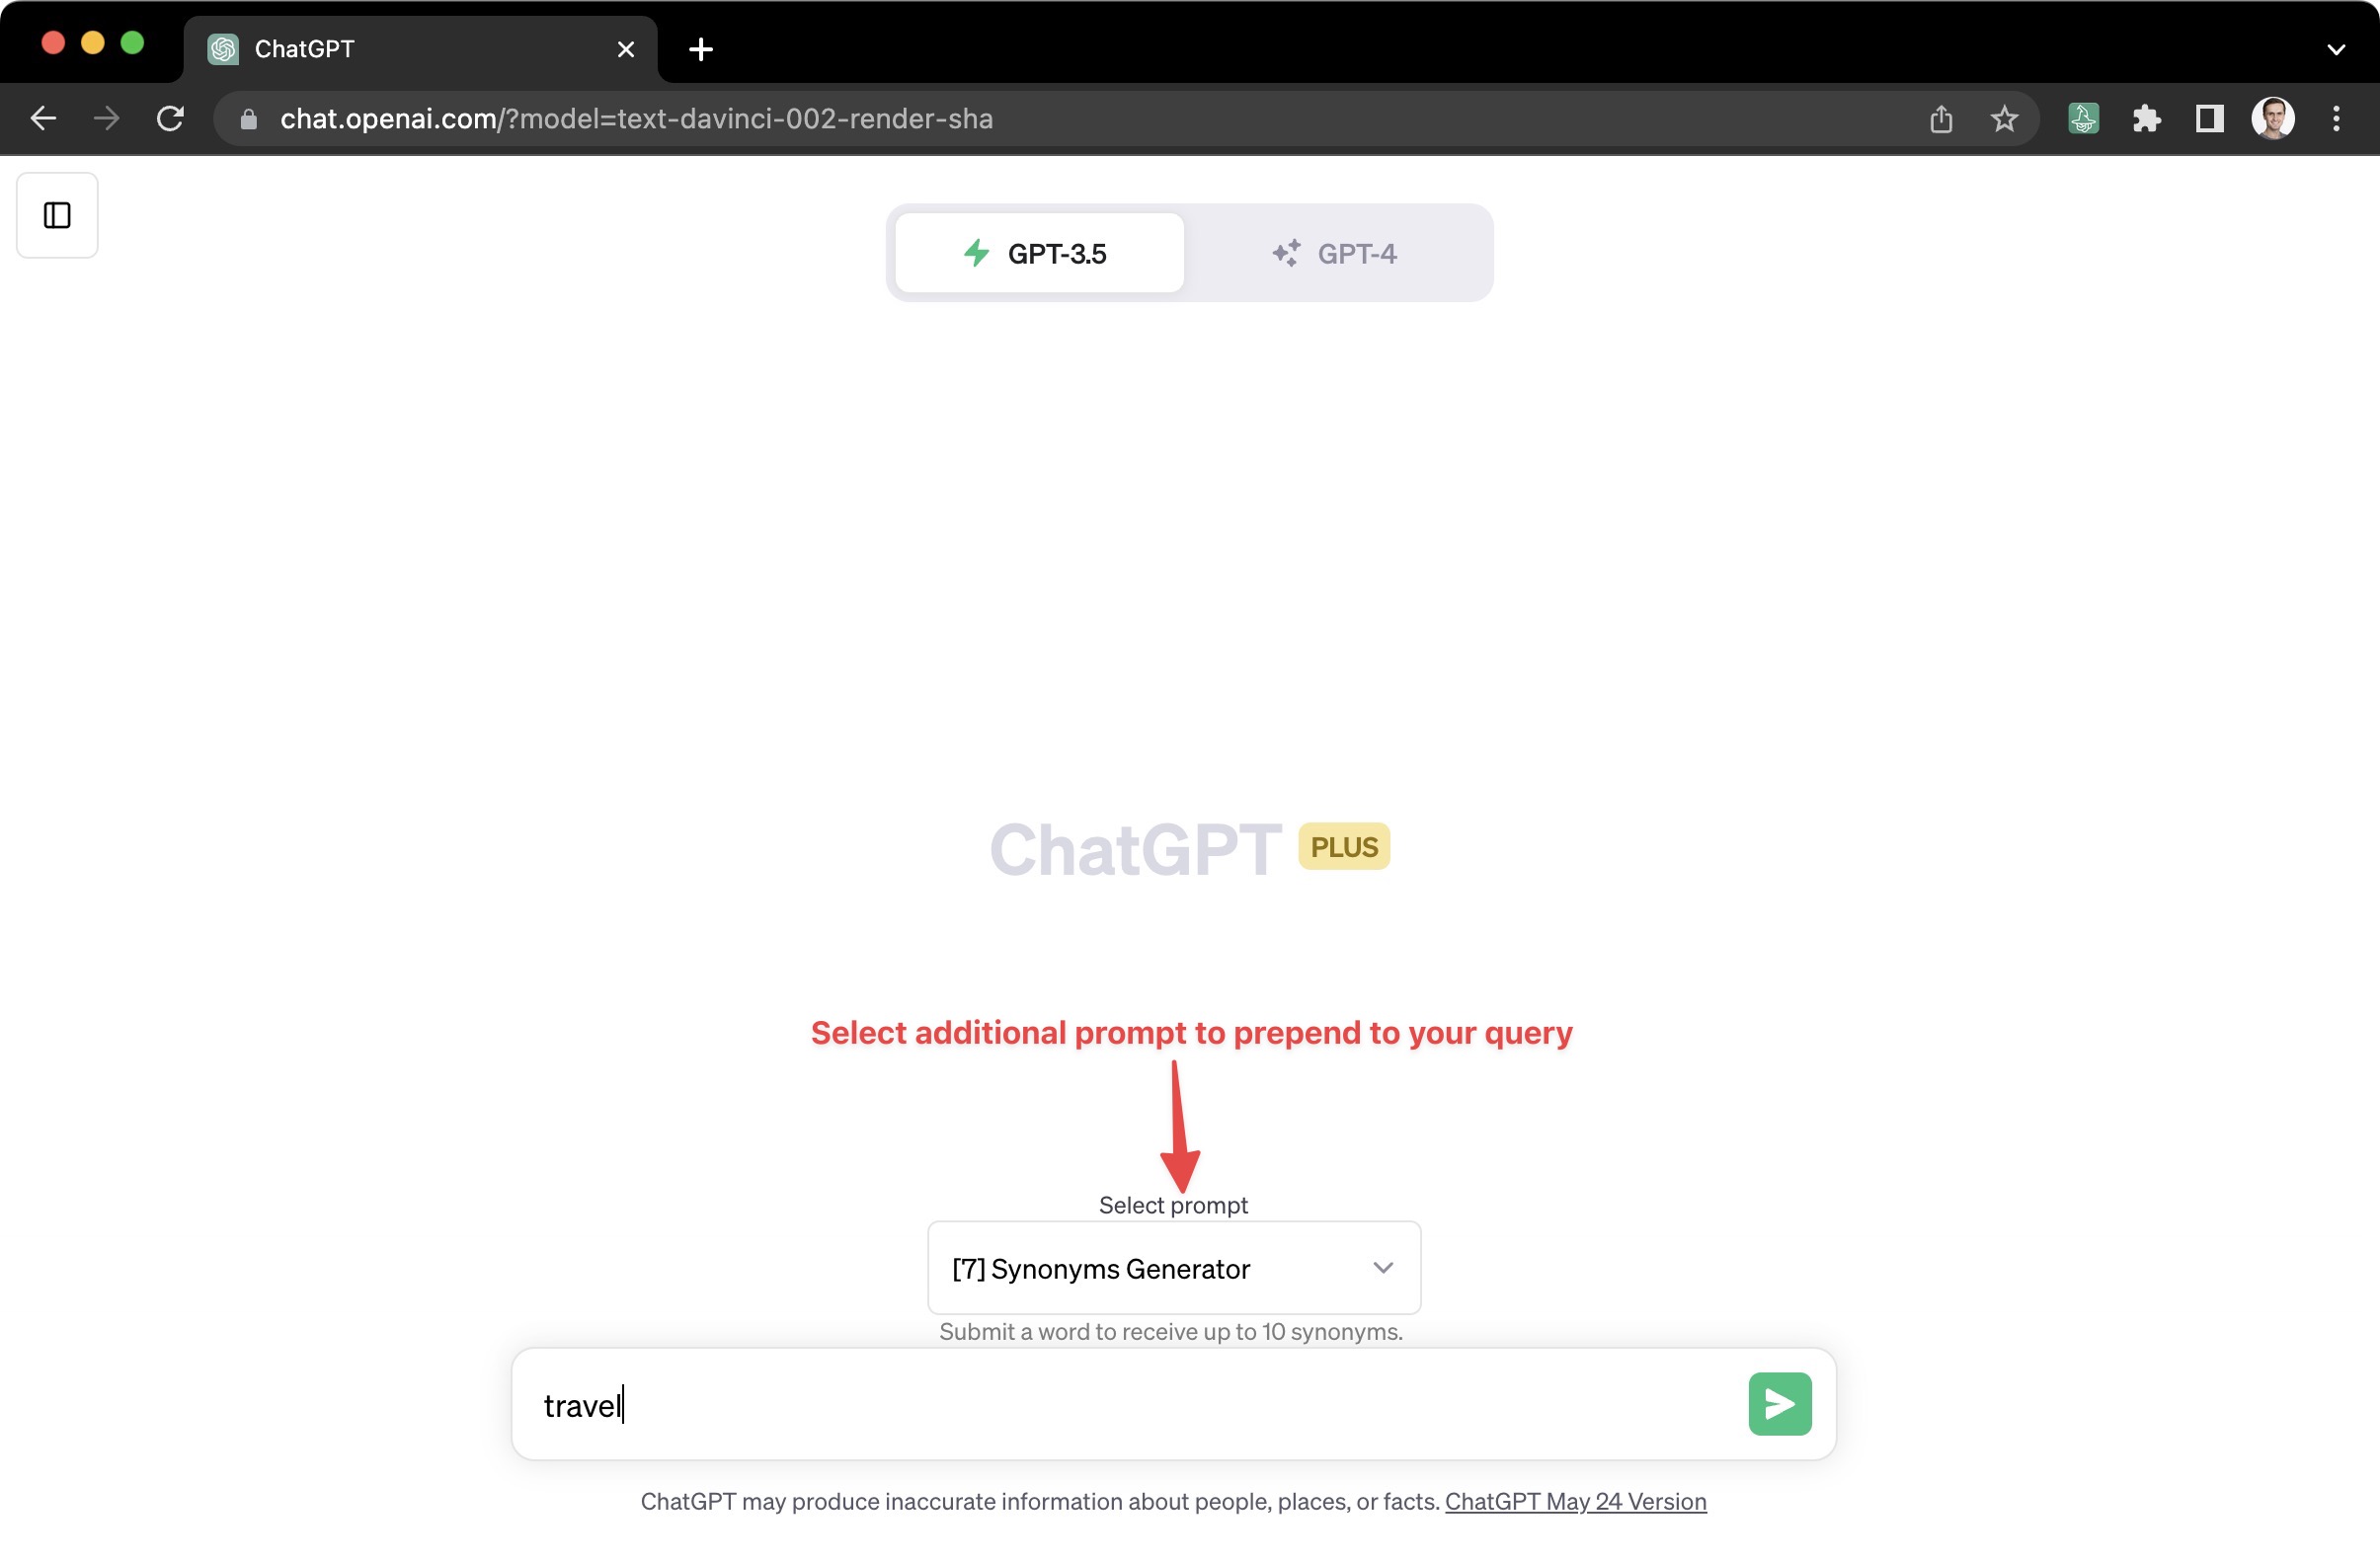 ChatGPT
chat.openai.com/?model=text-davinci-002-render-sha
GPT-3.5 GPT-4
ChatGPT PLUS
Select additional prompt to prepend to your query
Select prompt
[7] Synonyms Generator
Submit a word to receive up to 10 synonyms.
travel
ChatGPT may produce inaccurate information about people, places, or facts. ChatGPT May 24 Version